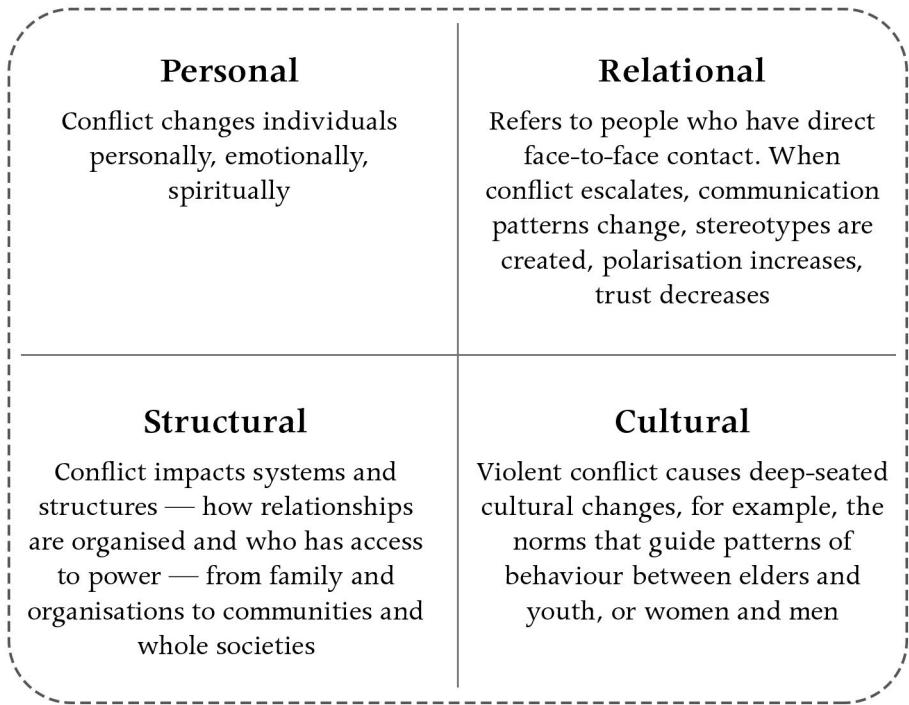 Personal
Conflict changes individuals
personally, emotionally,
spiritually
Relational
Refers to people who have direct
face-to-face contact. When
conflict escalates, communication
patterns change, stereotypes are
created, polarisation increases,
trust decreases
Structural
Conflict impacts systems and
structures — how relationships
are organised and who has access
to power — from family and
organisations to communities and
whole societies
Cultural
Violent conflict causes deep-seated
cultural changes, for example, the
norms that guide patterns of
behaviour between elders and
youth, or women and men